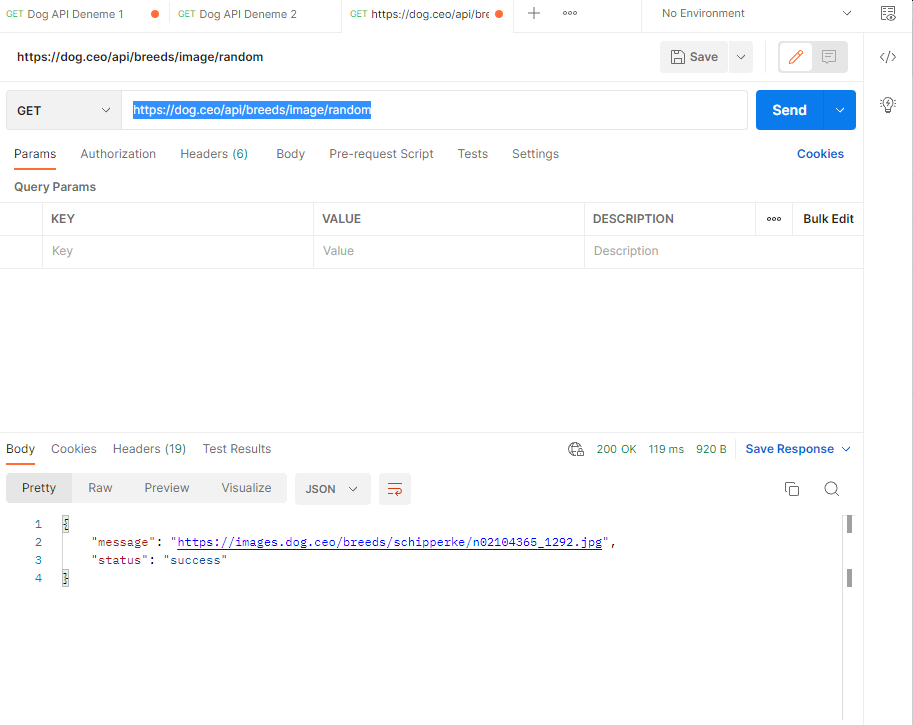 GET Dog API Deneme 1 GET Dog API Deneme 2 GET https://dog.ceo/api/bre No Environment
https://dog.ceo/api/breeds/image/random Save
GET https://dog.ceo/api/breeds/image/random Send
Params Authorization Headers (6) Body Pre-request Script Tests Settings Cookies
Query Params
KEY VALUE DESCRIPTION Bulk Edit
Key Value Description
Body Cookies Headers (19) Test Results 200 OK 119 ms 920 B Save Response
Pretty Raw Preview Visualize JSON
1 {
2 "message": "https://images.dog.ceo/breeds/schipperke/n02104365_1292.jpg",
3 "status": "success"
4 }